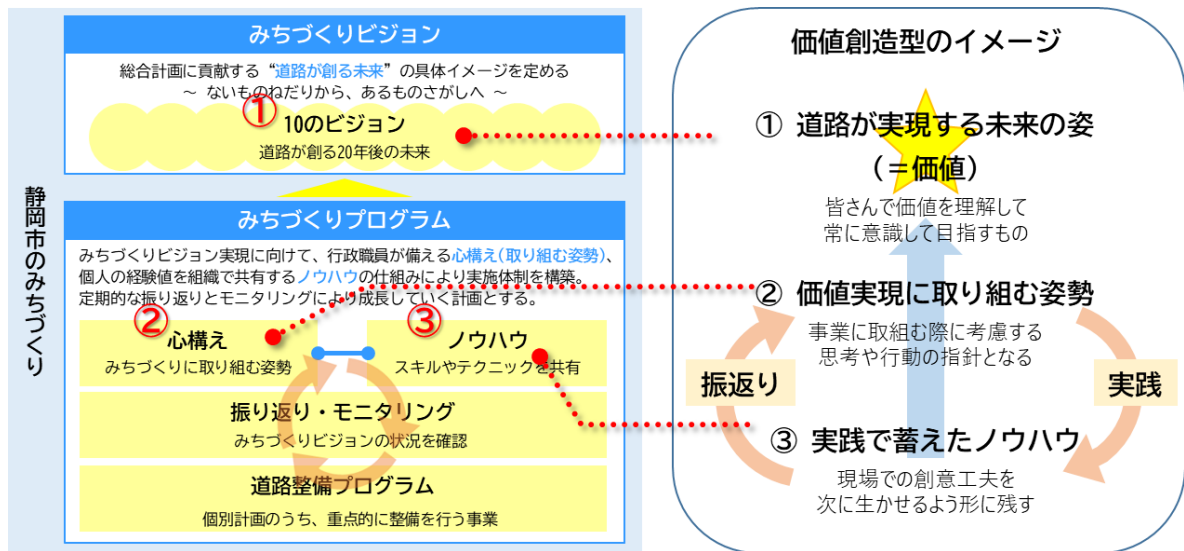 静岡市のみちづくり
みちづくりビジョン
総合計画に貢献する“道路が創る未来”の具体イメージを定める
～ ないものねだりから、あるものさがしへ ～
①
10のビジョン
道路が創る20年後の未来
みちづくりプログラム
みちづくりビジョン実現に向けて、行政職員が備える心構え(取り組む姿勢)、
個人の経験値を組織で共有するノウハウの仕組みにより実施体制を構築。
定期的な振り返りとモニタリングにより成長していく計画とする。
②
心構え
みちづくりに取り組む姿勢
③
ノウハウ
スキルやテクニックを共有
振り返り・モニタリング
みちづくりビジョンの状況を確認
道路整備プログラム
個別計画のうち、重点的に整備を行う事業
価値創造型のイメージ
① 道路が実現する未来の姿
(＝価値)
皆さんで価値を理解して
常に意識して目指すもの
② 価値実現に取り組む姿勢
事業に取組む際に考慮する
思考や行動の指針となる
振返り
実践
③ 実践で蓄えたノウハウ
現場での創意工夫を
次に生かせるよう形に残す